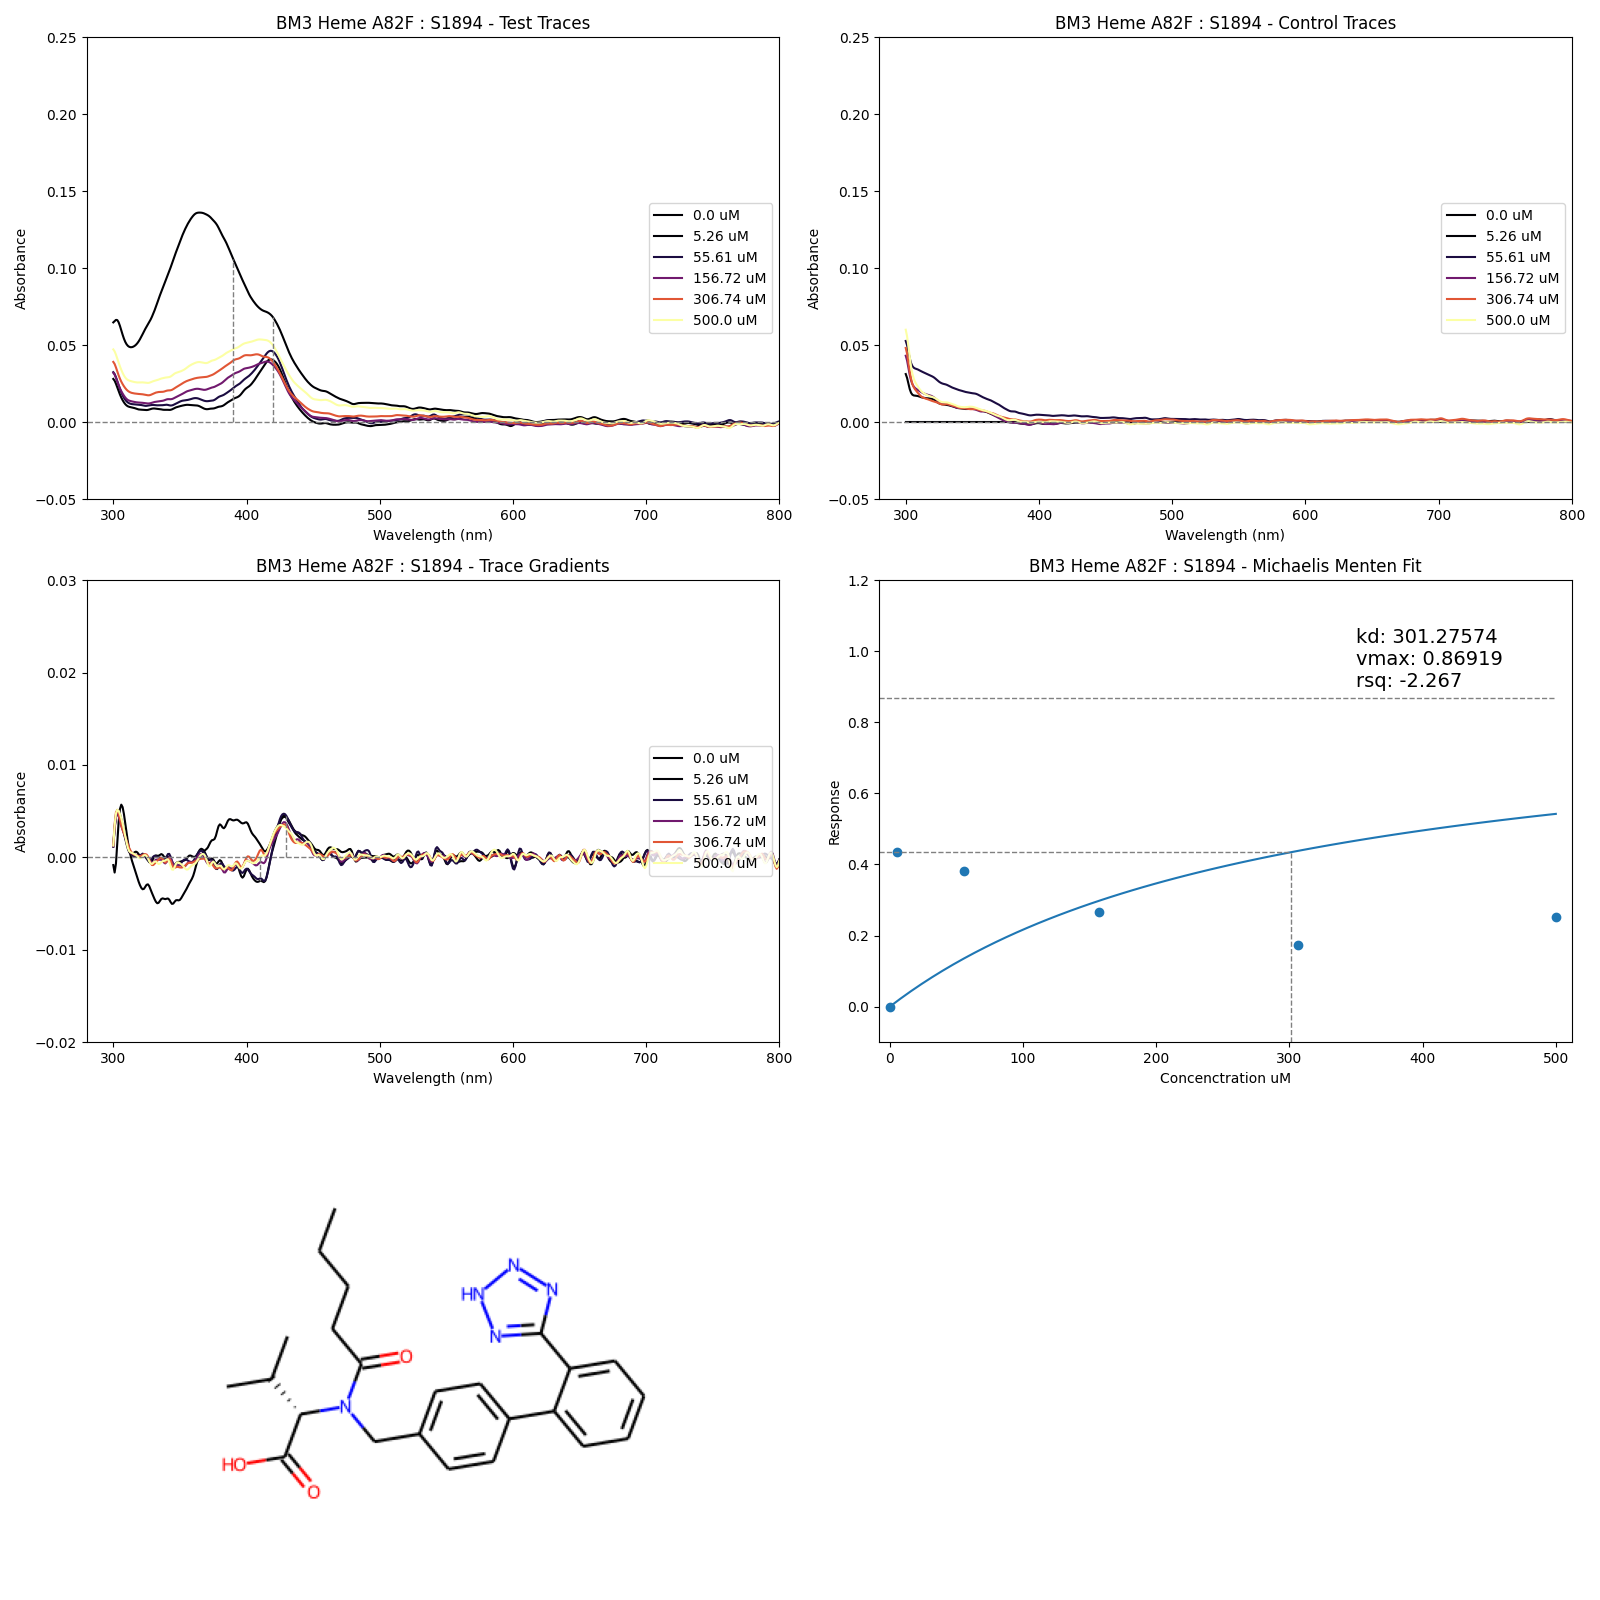 BM3 Heme A82F : S1894 - Test Traces
0.25
0.20
0.15
0.10
0.05
0.00
−0.05
Absorbance
300 400 500 600 700 800
Wavelength (nm)
0.0 uM
5.26 uM
55.61 uM
156.72 uM
306.74 uM
500.0 uM
BM3 Heme A82F : S1894 - Control Traces
0.25
0.20
0.15
0.10
0.05
0.00
−0.05
Absorbance
300 400 500 600 700 800
Wavelength (nm)
0.0 uM
5.26 uM
55.61 uM
156.72 uM
306.74 uM
500.0 uM
BM3 Heme A82F : S1894 - Trace Gradients
0.03
0.02
0.01
0.00
−0.01
−0.02
Absorbance
300 400 500 600 700 800
Wavelength (nm)
0.0 uM
5.26 uM
55.61 uM
156.72 uM
306.74 uM
500.0 uM
BM3 Heme A82F : S1894 - Michaelis Menten Fit
1.2
1.0
0.8
0.6
0.4
0.2
0.0
Response
0 100 200 300 400 500
Concenctration uM
kd: 301.27574
vmax: 0.86919
rsq: -2.267
N
HN
N
N
O
N
HO
O